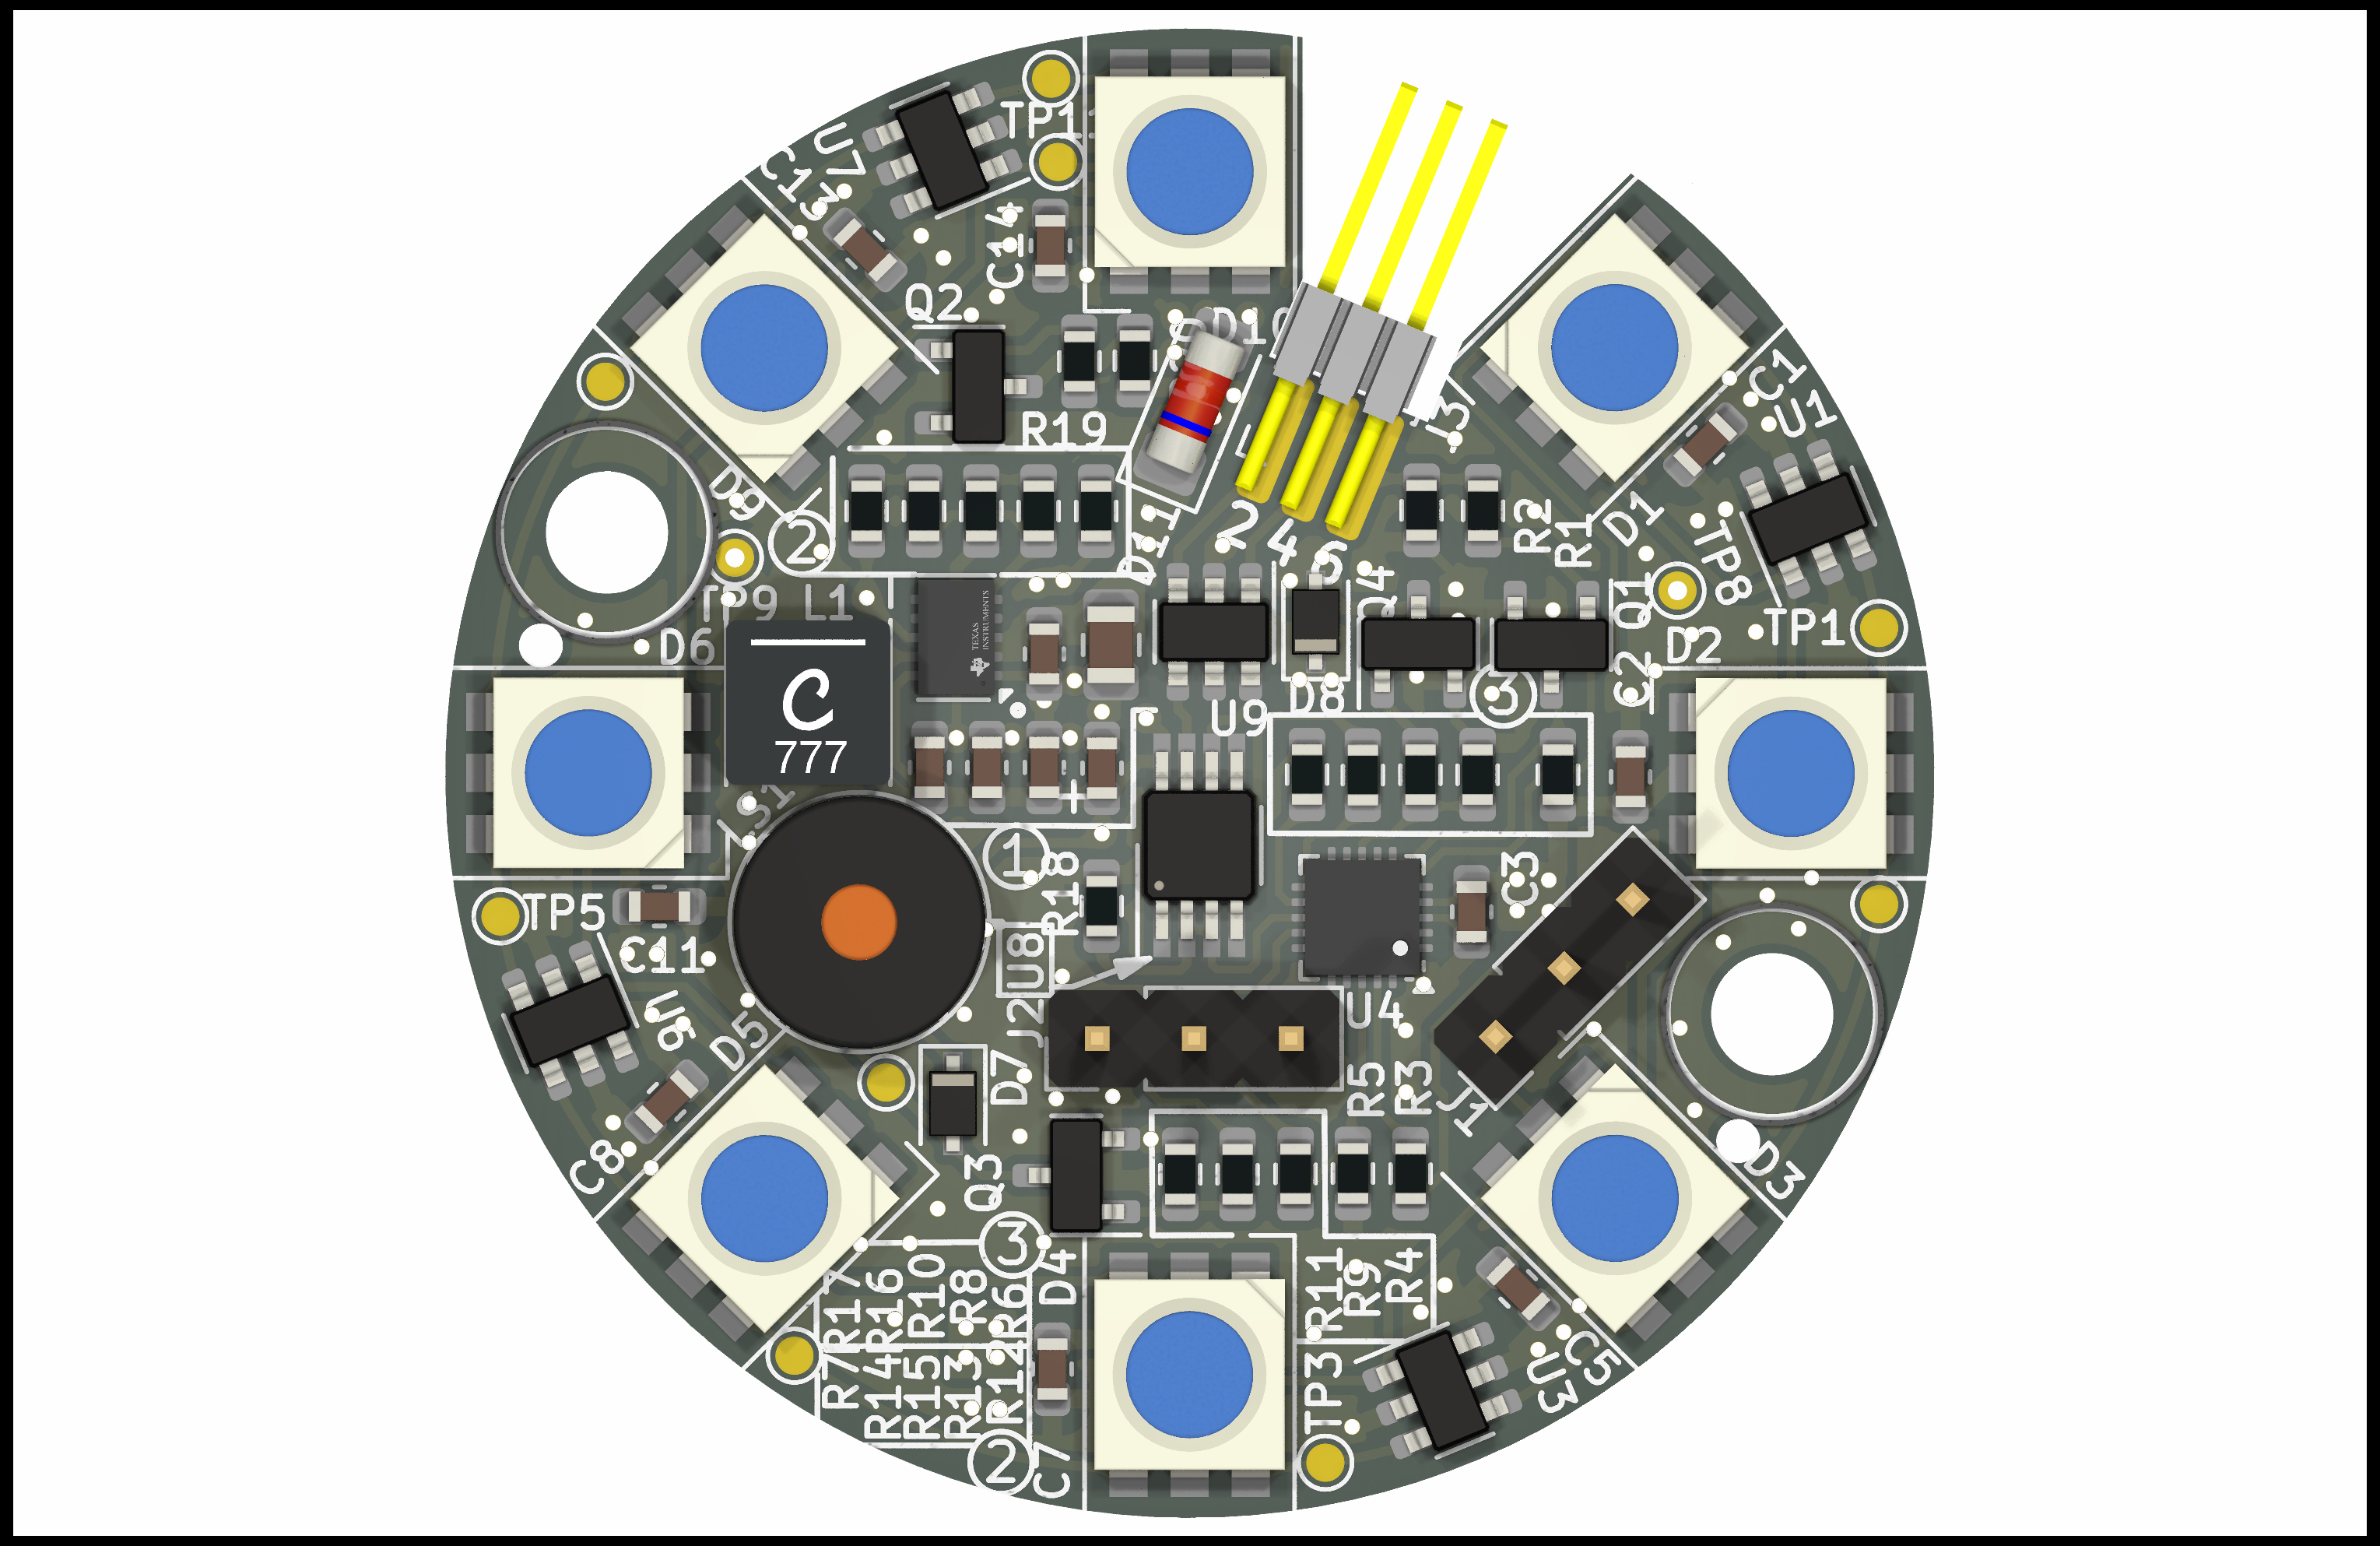 TP1
U7
C13
C14
Q2
D10
R19
J3
C1
U1
D9
2
D11
2
4
6
R2
R1
D1
TP8
TP9
L1
TEXAS
INSTRUMENTS
Q4
Q1
TP1
D6
D2
C2
D8
3
U9
C
777
S1
+
1
R18
C3
TP5
C11
U8
U6
J2
U4
D5
D7
R5
R3
J1
C8
Q3
D3
3
D4
R17
R16
R10
R8
R6
R11
R9
R4
R7
R14
R15
R13
R12
TP3
U3
C5
2
C7